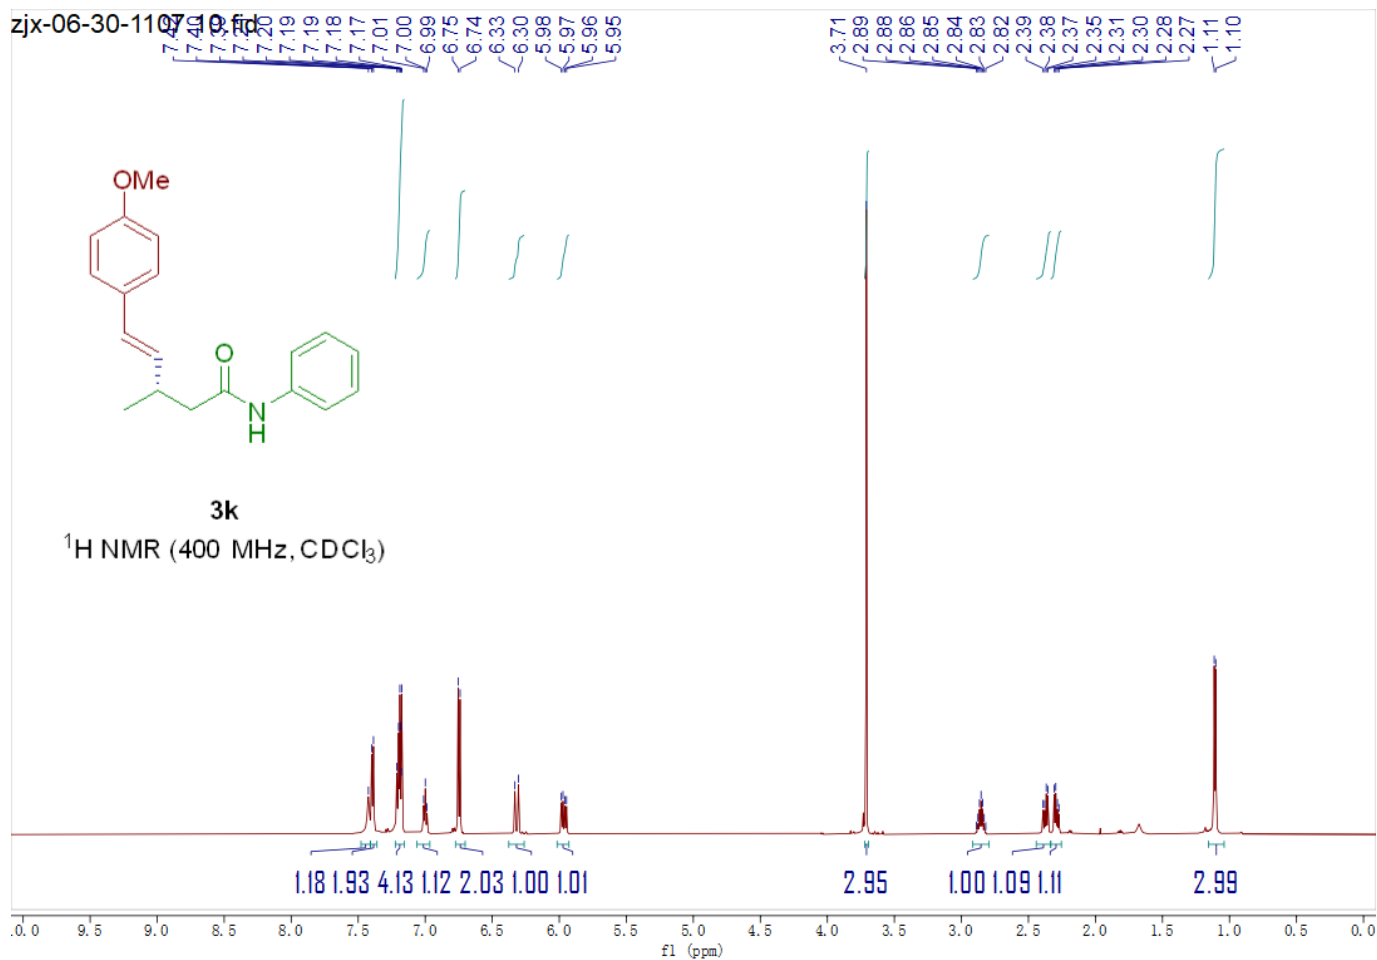 zjx-06-30-1107.10.fid
7.40 7.20 7.19 7.19 7.18 7.17 7.01 7.00 6.99 6.75 6.74 6.33 6.30 5.98 5.97 5.96 5.95
3.71 2.89 2.88 2.86 2.85 2.84 2.83 2.82 2.39 2.38 2.37 2.35 2.31 2.30 2.28 2.27 1.11 1.10
OMe
O
N
H
3k
¹H NMR (400 MHz, CDCl₃)
1.18 1.93 4.13 1.12 2.03 1.00 1.01 2.95 1.00 1.09 1.11 2.99
.0.0 9.5 9.0 8.5 8.0 7.5 7.0 6.5 6.0 5.5 5.0 4.5 4.0 3.5 3.0 2.5 2.0 1.5 1.0 0.5 0.0
f1 (ppm)